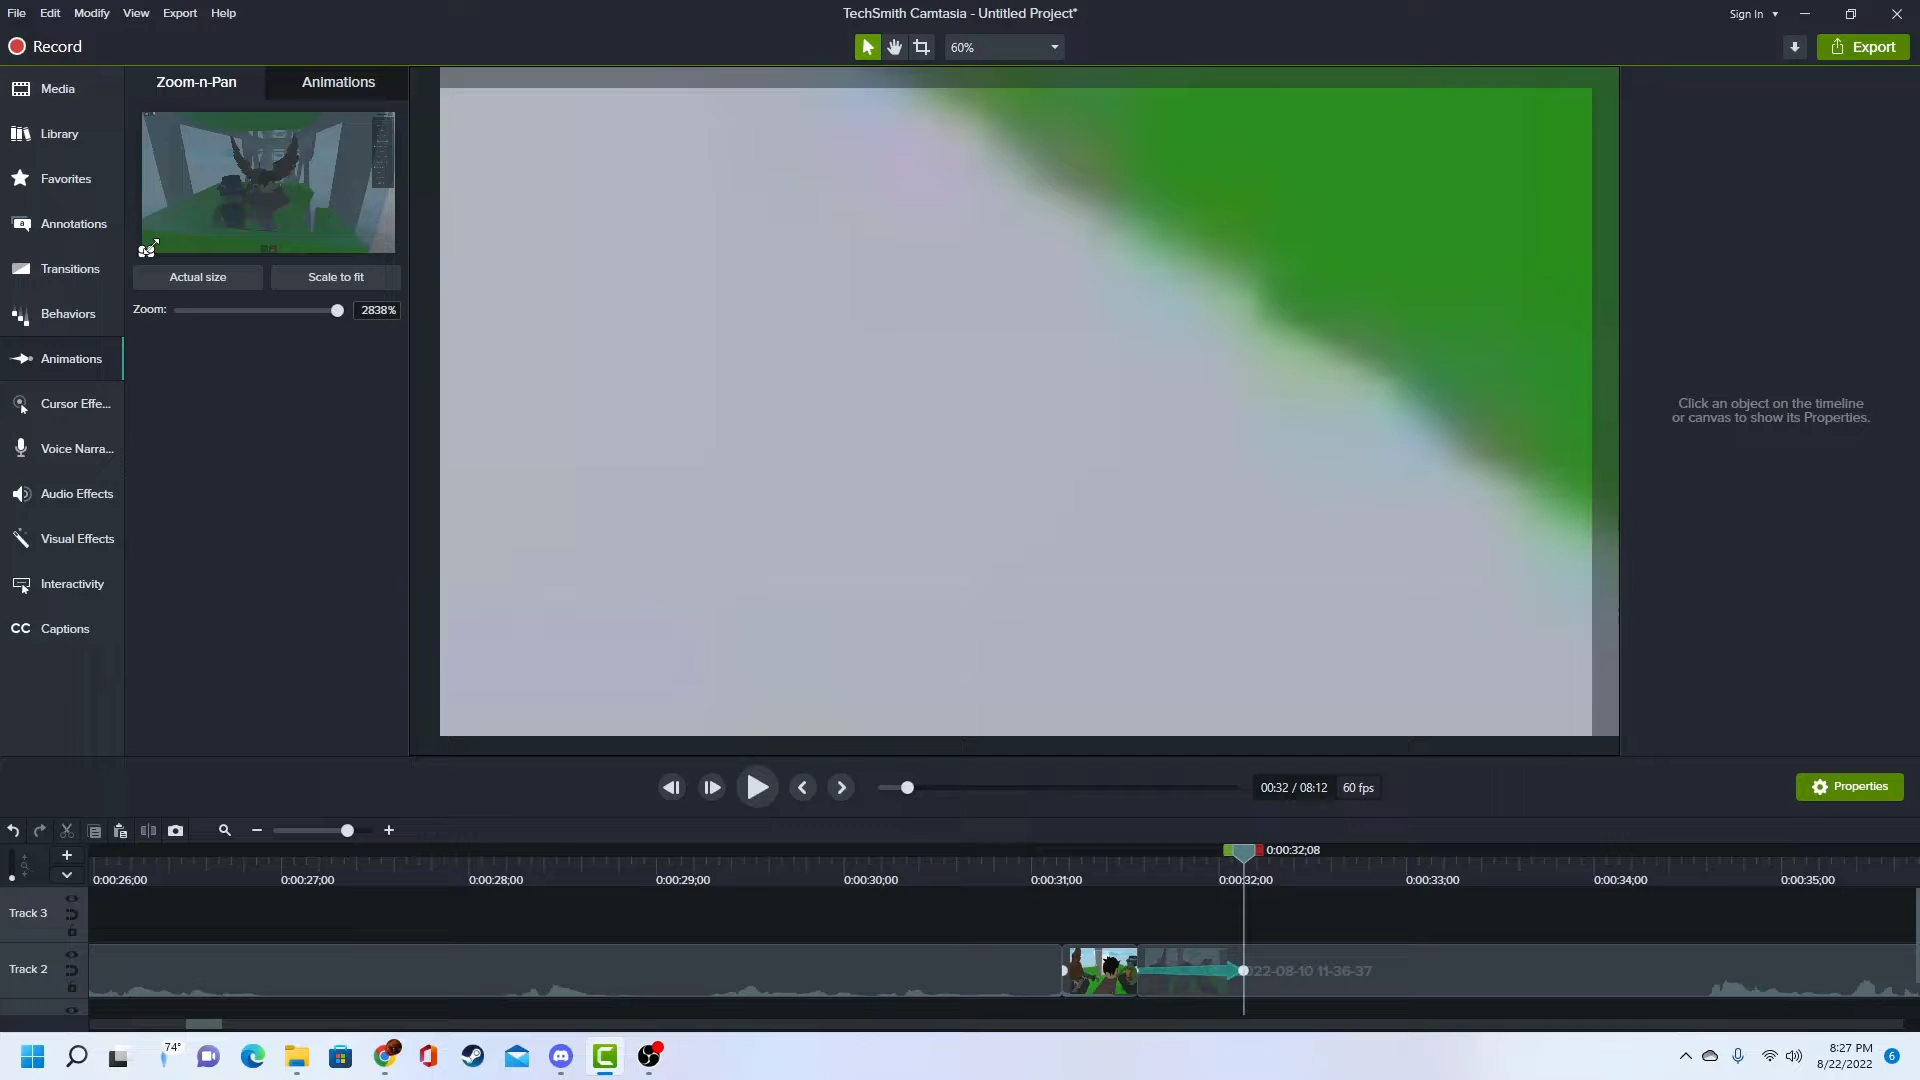 File Edit Modify View Export Help
TechSmith Camtasia - Untitled Project*
Sign In
Record
60%
Export
Media
Library
Favorites
Annotations
Transitions
Behaviors
Animations
Cursor Effe...
Voice Narra...
Audio Effects
Visual Effects
Interactivity
CC Captions
Zoom-n-Pan Animations
Actual size Scale to fit
Zoom: 2838%
Click an object on the timeline
or canvas to show its Properties.
00:32 / 08:12 60 fps
Properties
0:00:32;08
0:00:26;00 0:00:27;00 0:00:28;00 0:00:29;00 0:00:30;00 0:00:31;00 0:00:32;00 0:00:33;00 0:00:34;00 0:00:35;00
Track 3
Track 2
22-08-10 11-36-37
74°
8:27 PM
8/22/2022
6